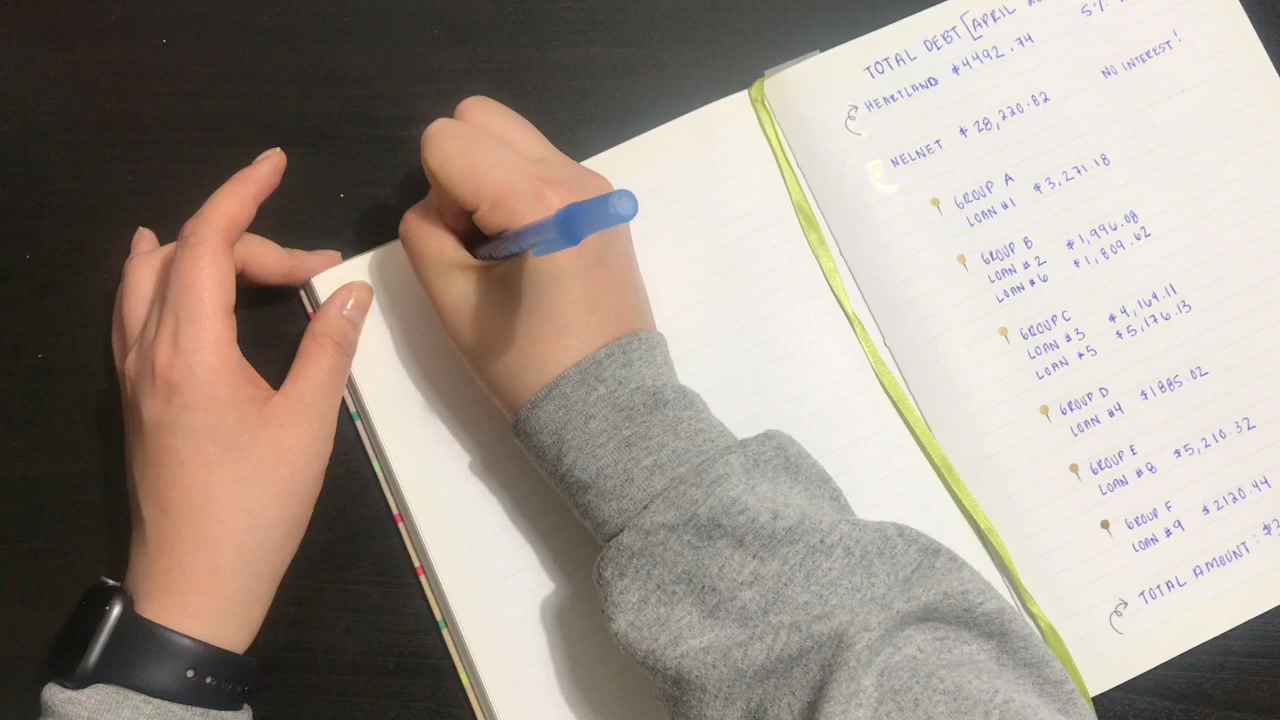 TOTAL DEBT [APRIL
5%
HEARTLAND $4492.74
NO INTEREST!
NELNET $28,220.82
GROUP A
LOAN #1 $3,271.18
GROUP B
LOAN #2 $1,996.08
LOAN #6 $1,809.62
GROUP C
LOAN #3 $4,169.11
LOAN #5 $5,176.13
GROUP D
LOAN #4 $1885.02
GROUP E
LOAN #8 $5,210.32
GROUP F
LOAN #9 $2120.44
TOTAL AMOUNT: $